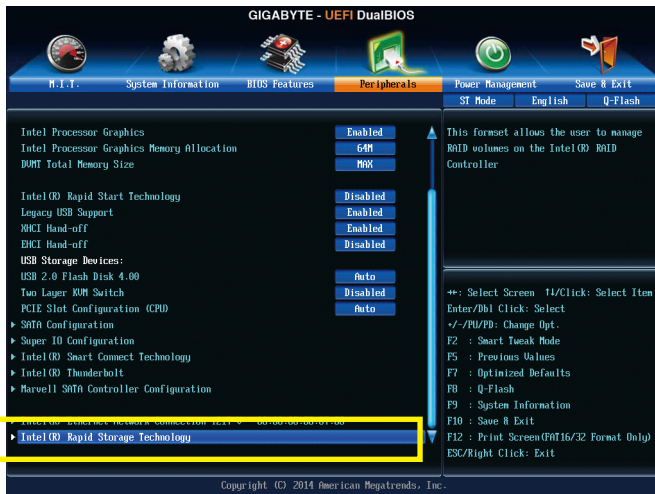 GIGABYTE - UEFI DualBIOS
M.I.T.
System Information
BIOS Features
Peripherals
Power Management
Save & Exit
ST Mode
English
Q-Flash
Intel Processor Graphics Enabled
Intel Processor Graphics Memory Allocation 64M
DVMT Total Memory Size MAX
Intel(R) Rapid Start Technology Disabled
Legacy USB Support Enabled
XHCI Hand-off Enabled
EHCI Hand-off Disabled
USB Storage Devices:
USB 2.0 Flash Disk 4.00 Auto
Two Layer KVM Switch Disabled
PCIE Slot Configuration (CPU) Auto
SATA Configuration
Super IO Configuration
Intel(R) Smart Connect Technology
Intel(R) Thunderbolt
Marvell SATA Controller Configuration
Intel(R) Ethernet Network Connection
Intel(R) Rapid Storage Technology
This formset allows the user to manage
RAID volumes on the Intel(R) RAID
Controller
→←: Select Screen ↑↓/Click: Select Item
Enter/Dbl Click: Select
+/-/PU/PD: Change Opt.
F2 : Smart Tweak Mode
F5 : Previous Values
F7 : Optimized Defaults
F8 : Q-Flash
F9 : System Information
F10 : Save & Exit
F12 : Print Screen(FAT16/32 Format Only)
ESC/Right Click: Exit
Copyright (C) 2014 American Megatrends, Inc.